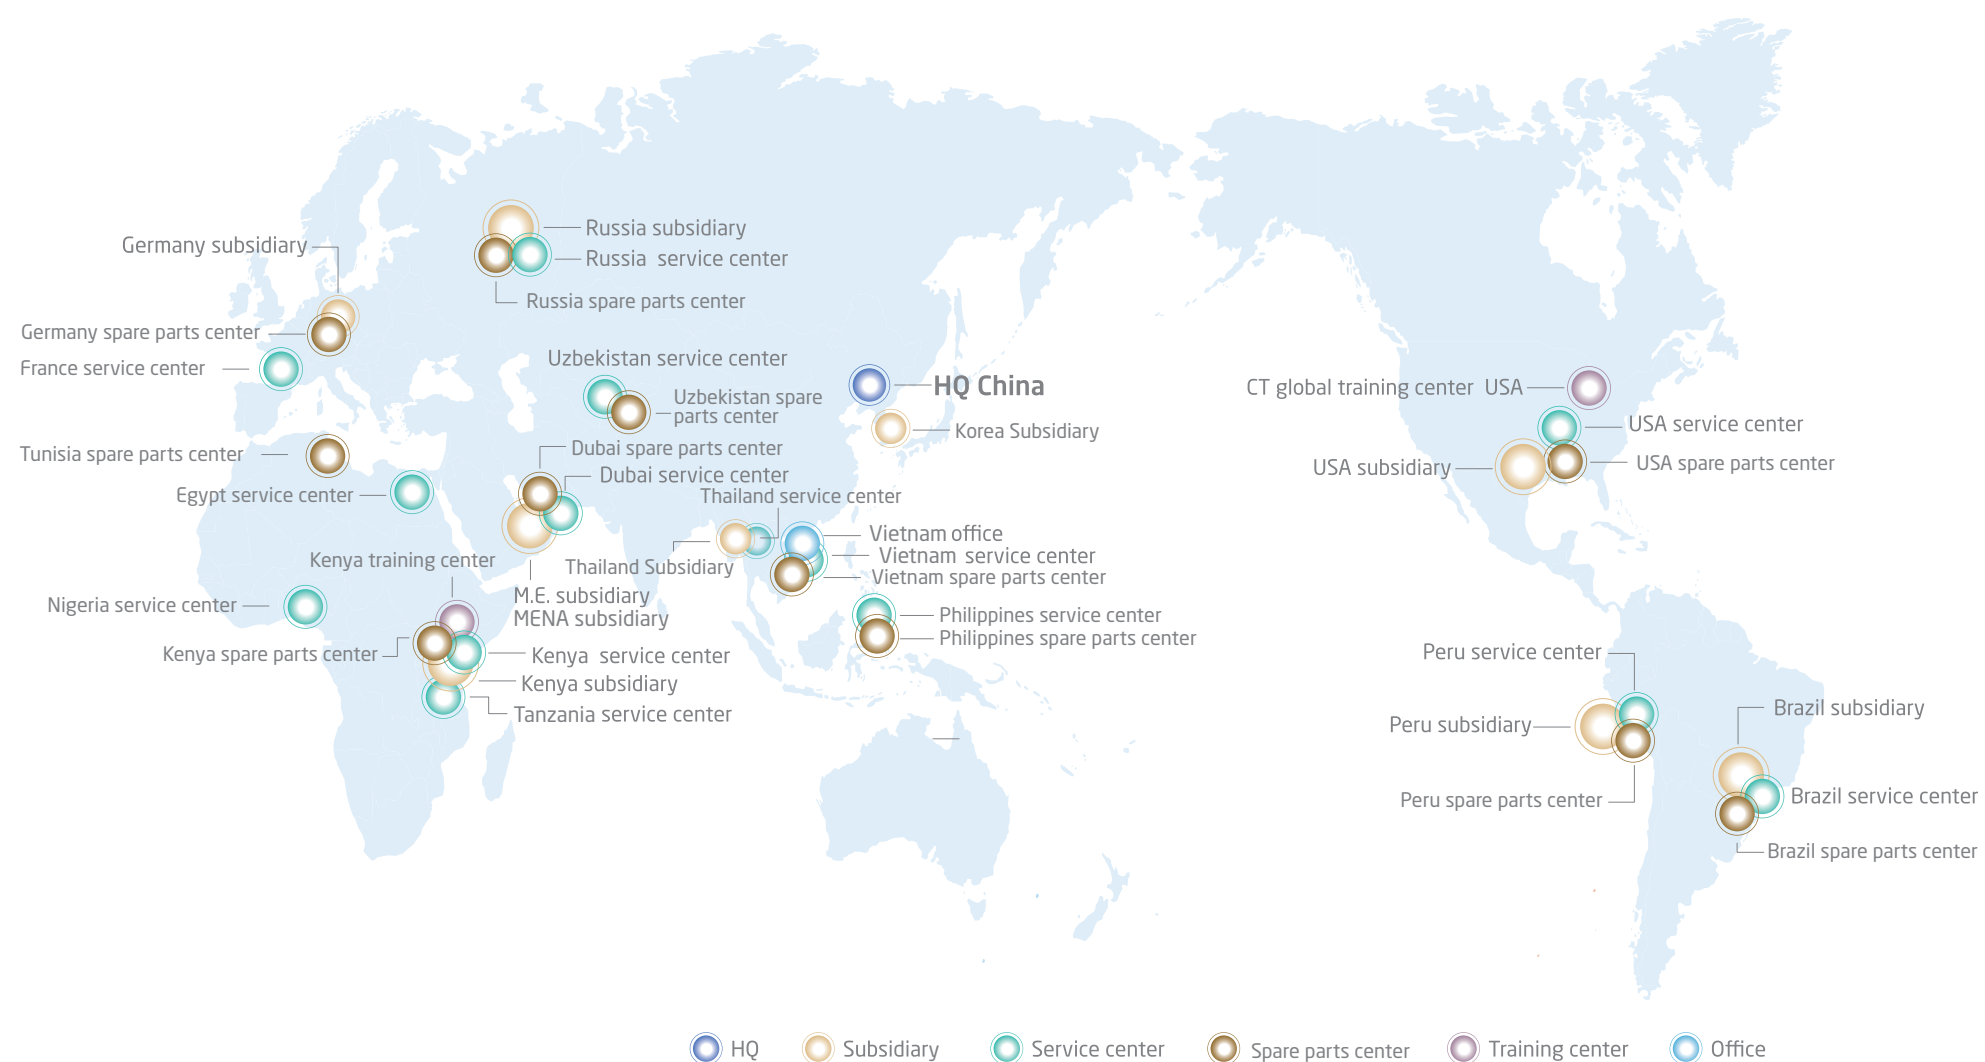 Russia subsidiary
Germany subsidiary
Russia service center
Russia spare parts center
Germany spare parts center
France service center
Uzbekistan service center
HQ China
CT global training center USA
Uzbekistan spare
parts center
USA service center
Korea Subsidiary
Tunisia spare parts center
Dubai spare parts center
USA subsidiary
USA spare parts center
Dubai service center
Egypt service center
Thailand service center
Vietnam office
Vietnam service center
Kenya training center
Thailand Subsidiary
Vietnam spare parts center
M.E. subsidiary
MENA subsidiary
Nigeria service center
Philippines service center
Philippines spare parts center
Kenya spare parts center
Kenya service center
Peru service center
Kenya subsidiary
Tanzania service center
Brazil subsidiary
Peru subsidiary
Peru spare parts center
Brazil service center
Brazil spare parts center
HQ
Subsidiary
Service center
Spare parts center
Training center
Office